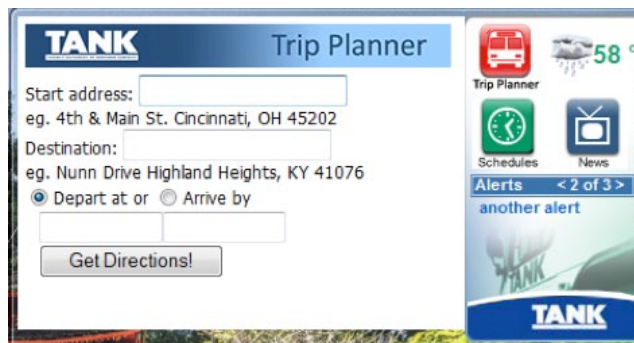 TANK
Trip Planner
Start address:
eg. 4th & Main St. Cincinnati, OH 45202
Destination:
eg. Nunn Drive Highland Heights, KY 41076
Depart at or Arrive by
Get Directions!
58 °
Trip Planner
Schedules News
Alerts < 2 of 3 >
another alert
TANK
TANK